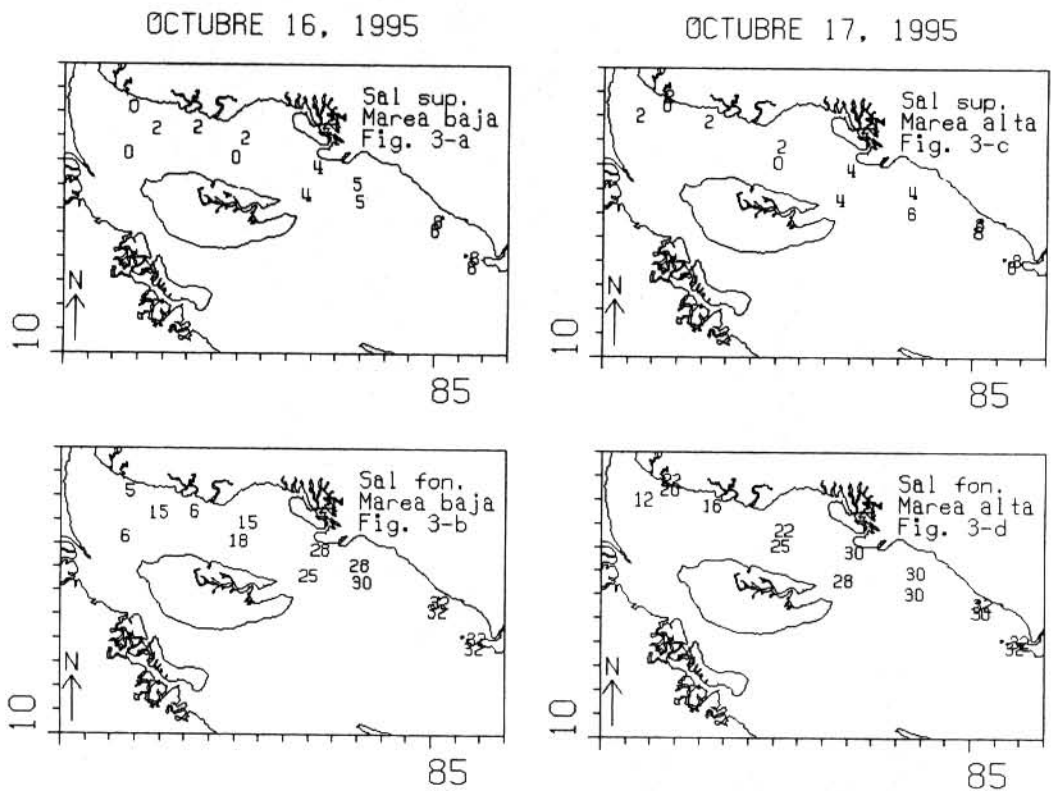 OCTUBRE 16, 1995
OCTUBRE 17, 1995
Sal sup.
Marea baja
Fig. 3-a
0
2 2
2
0 0
4
5
4 5
8
N
10
85
Sal sup.
Marea alta
Fig. 3-c
2 2
2
0
4
4 4
6
8
N
10
85
Sal fon.
Marea baja
Fig. 3-b
5
15 6
15
6 18
28
28
25 30
32
32
N
10
85
Sal fon.
Marea alta
Fig. 3-d
12 20
16
22
25
30
30
28 30
32
N
10
85